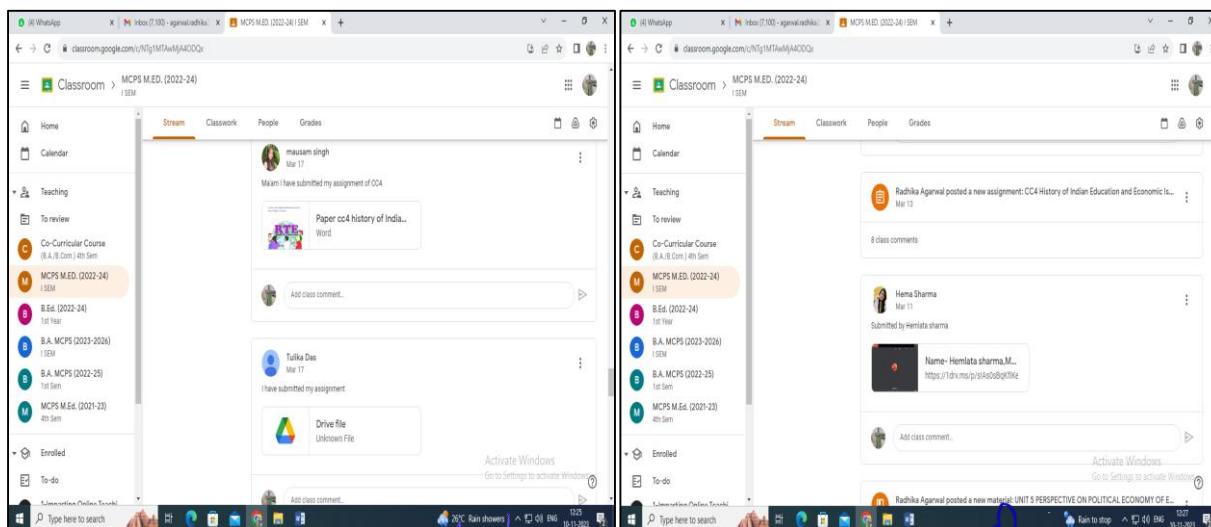 (4) WhatsApp
Inbox (7,100) - agarwal.radhika
MCPS M.ED. (2022-24) I SEM
classroom.google.com/c/NTg1MTAwMjA4ODQx
Classroom > MCPS M.ED. (2022-24)
I SEM
Home
Calendar
Teaching
To review
C Co-Curricular Course
(B.A./B.Com.) 4th Sem
M MCPS M.ED. (2022-24)
I SEM
B B.Ed. (2022-24)
1st Year
B B.A. MCPS (2023-2026)
I SEM
B B.A. MCPS (2022-25)
1st Sem
M MCPS M.Ed. (2021-23)
4th Sem
Enrolled
To-do
Stream Classwork People Grades
mausam singh
Mar 17
Ma'am I have submitted my assignment of CC4
RTE
Paper cc4 history of India...
Word
Add class comment...
Tulika Das
Mar 17
I have submitted my assignment
Drive file
Unknown File
Add class comment...
Activate Windows
Go to Settings to activate Windows.
Type here to search
26°C Rain showers
ENG
12:25
10-11-2023
(4) WhatsApp
Inbox (7,100) - agarwal.radhika
MCPS M.ED. (2022-24) I SEM
classroom.google.com/c/NTg1MTAwMjA4ODQx
Classroom > MCPS M.ED. (2022-24)
I SEM
Home
Calendar
Teaching
To review
C Co-Curricular Course
(B.A./B.Com.) 4th Sem
M MCPS M.ED. (2022-24)
I SEM
B B.Ed. (2022-24)
1st Year
B B.A. MCPS (2023-2026)
I SEM
B B.A. MCPS (2022-25)
1st Sem
M MCPS M.Ed. (2021-23)
4th Sem
Enrolled
To-do
Stream Classwork People Grades
Radhika Agarwal posted a new assignment: CC4 History of Indian Education and Economic Is...
Mar 13
8 class comments
Hema Sharma
Mar 11
Submitted by Hemlata sharma
Name- Hemlata sharma,M...
Add class comment...
Activate Windows
Go to Settings to activate Windows.
Radhika Agarwal posted a new material: UNIT 5 PERSPECTIVE ON POLITICAL ECONOMY OF E...
Type here to search
Rain to stop
ENG
12:27
10-11-2023